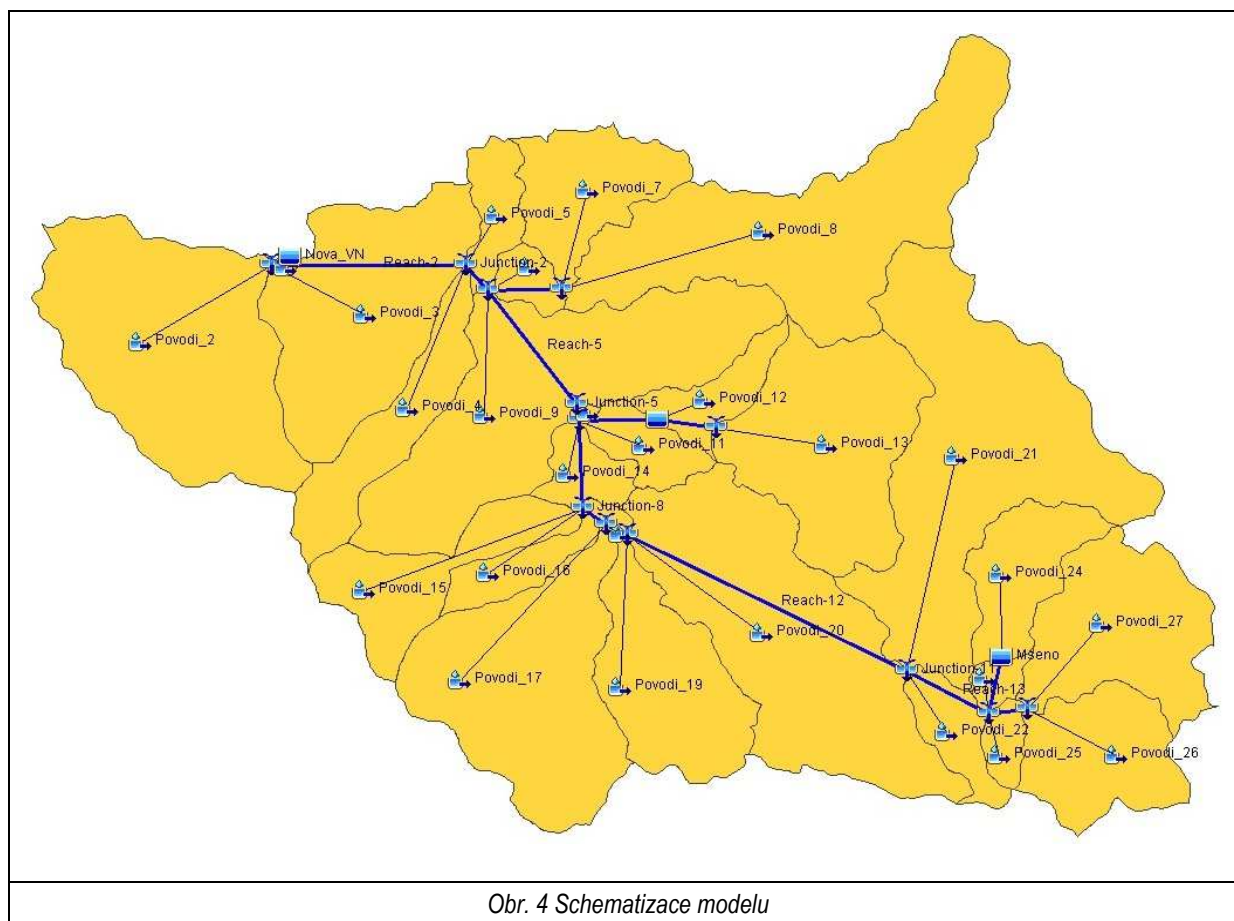 Povodi_7
Povodi_5
Povodi_8
Nova_VN
Reach-2
Junction-2
Povodi_3
Povodi_2
Reach-5
Povodi_4
Povodi_9
Junction-5
Povodi_12
Povodi_11
Povodi_13
Povodi_21
Povodi_14
Junction-8
Povodi_15
Povodi_16
Povodi_24
Reach-12
Povodi_20
Povodi_27
Mseno
Junction-11
Povodi_17
Povodi_19
Reach-13
Povodi_22
Povodi_25
Povodi_26
Obr. 4 Schematizace modelu